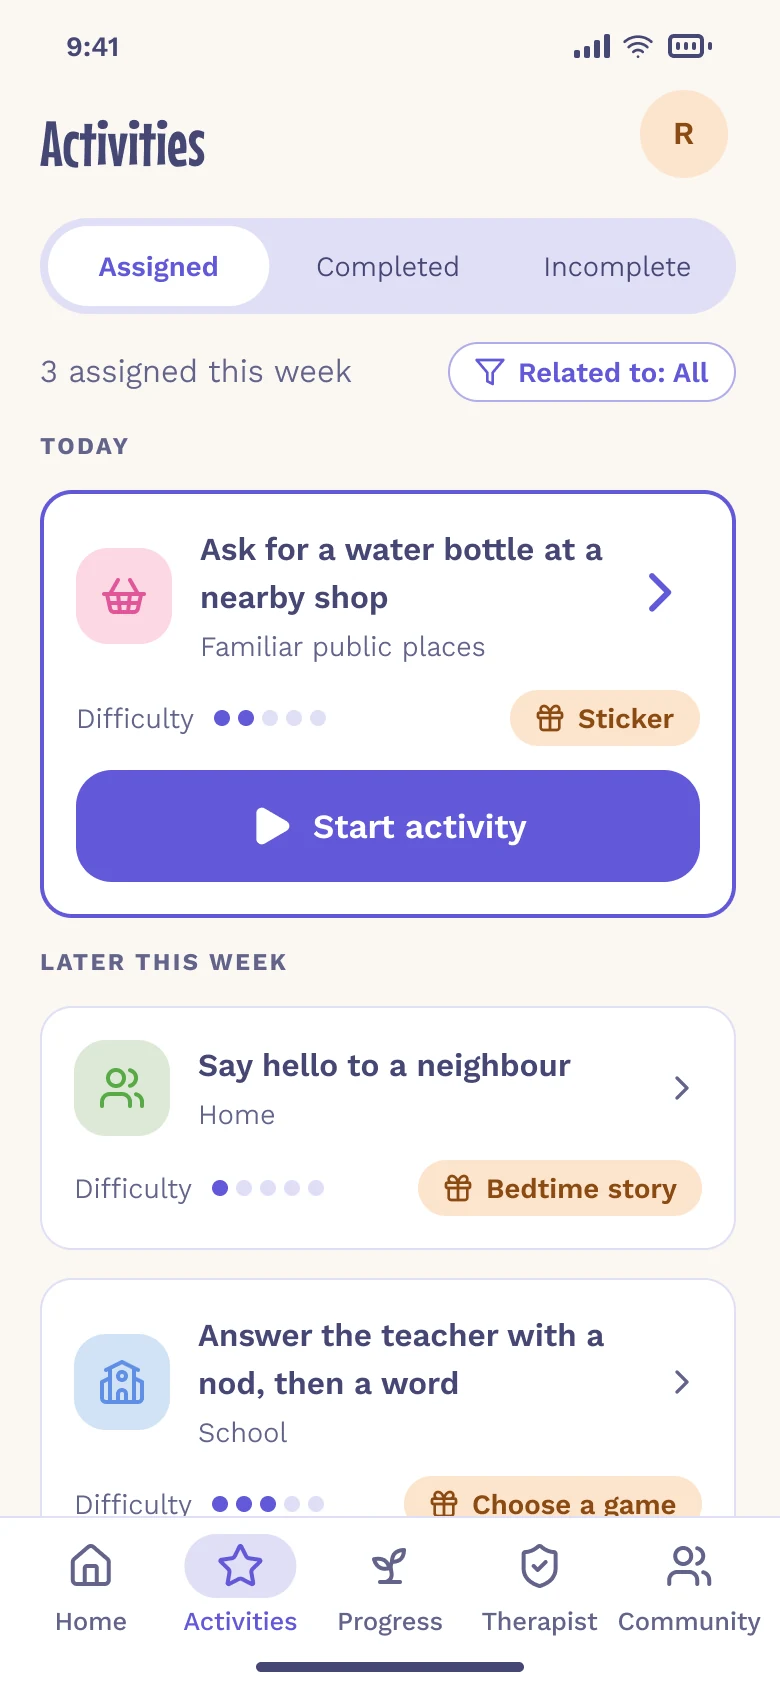 9:41
Activities
R
Assigned
Completed
Incomplete
3 assigned this week
Related to: All
TODAY
Ask for a water bottle at a
nearby shop
Familiar public places
Difficulty
Sticker
Start activity
LATER THIS WEEK
Say hello to a neighbour
Home
Difficulty
Bedtime story
Answer the teacher with a
nod, then a word
School
Difficulty
Choose a game
Home
Activities
Progress
Therapist
Community